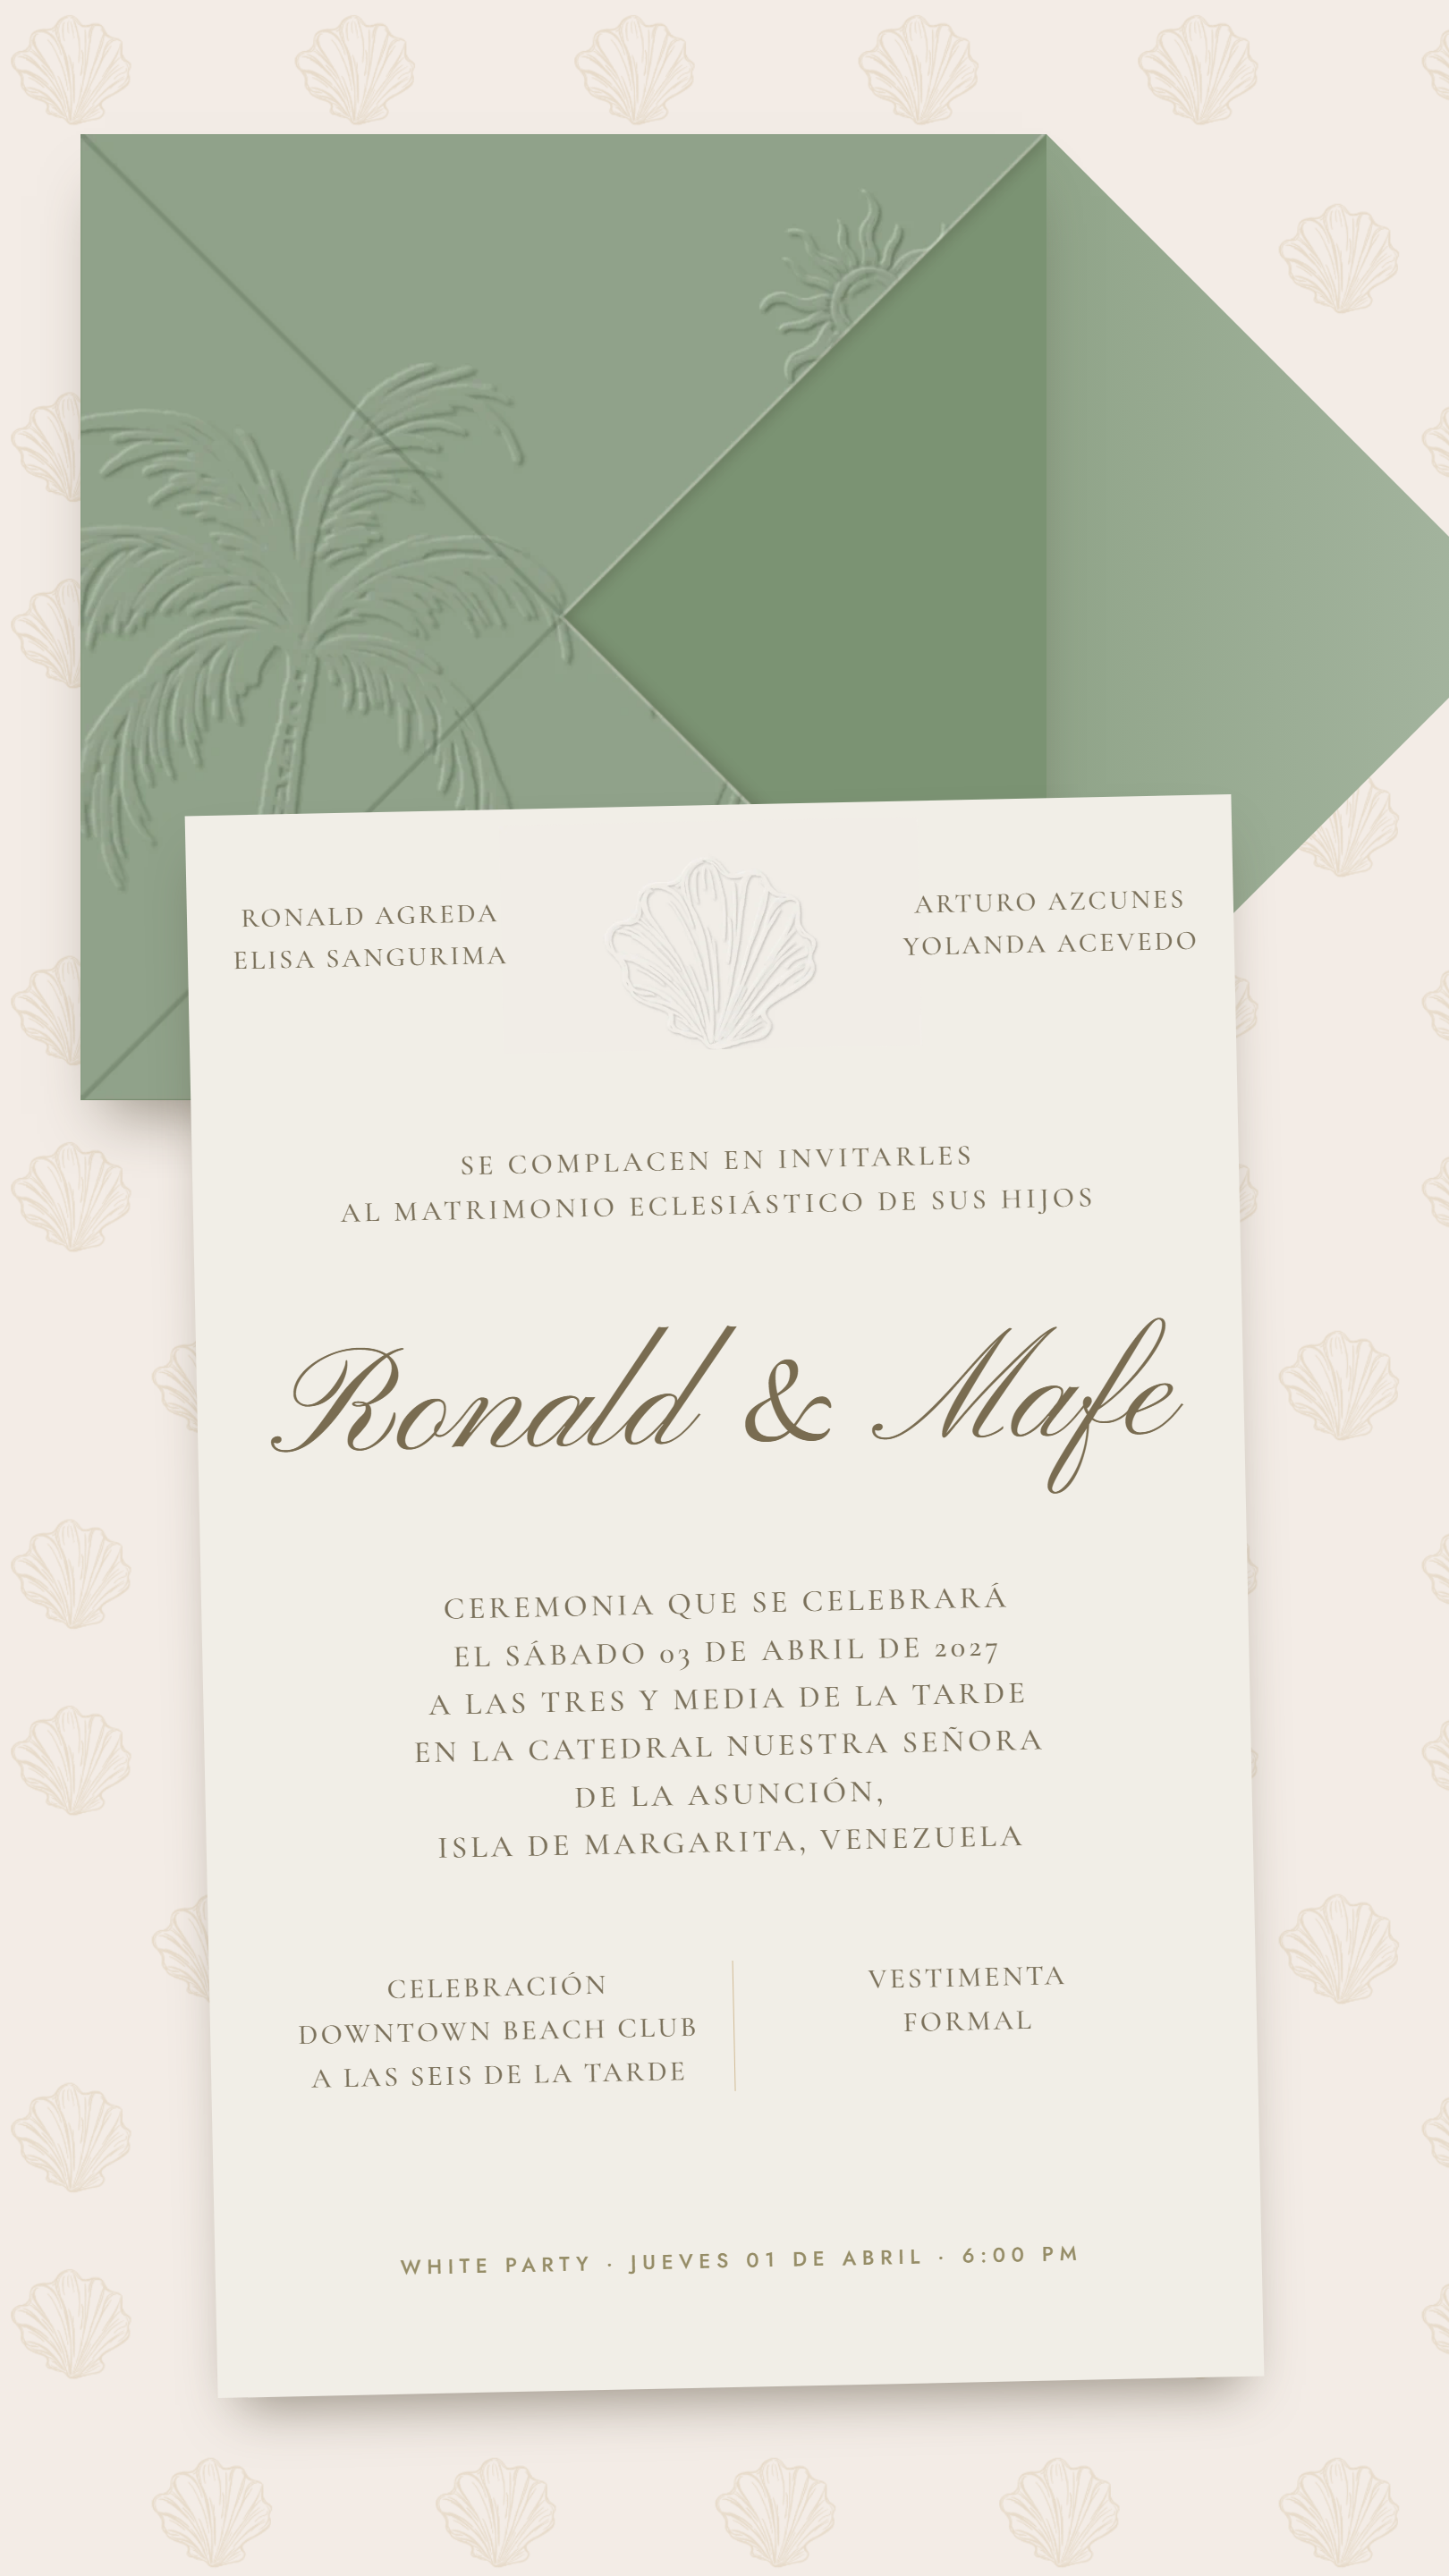 RONALD AGREDA
ELISA SANGURIMA
ARTURO AZCUNES
YOLANDA ACEVEDO
SE COMPLACEN EN INVITARLES
AL MATRIMONIO ECLESIÁSTICO DE SUS HIJOS
Ronald & Mafe
CEREMONIA QUE SE CELEBRARÁ
EL SÁBADO 03 DE ABRIL DE 2027
A LAS TRES Y MEDIA DE LA TARDE
EN LA CATEDRAL NUESTRA SEÑORA
DE LA ASUNCIÓN,
ISLA DE MARGARITA, VENEZUELA
CELEBRACIÓN
DOWNTOWN BEACH CLUB
A LAS SEIS DE LA TARDE
VESTIMENTA
FORMAL
WHITE PARTY · JUEVES 01 DE ABRIL · 6:00 PM